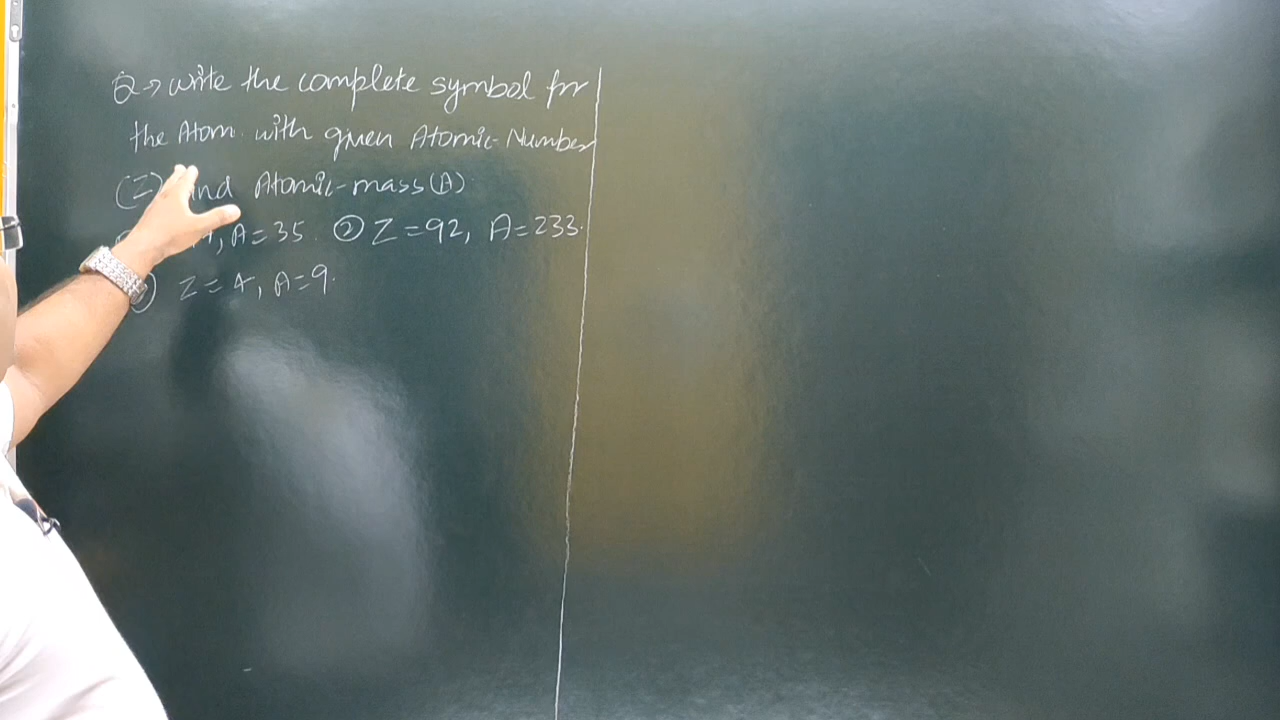 Q→ write the complete symbol for
the Atom with given Atomic-Number
(Z) and Atomic-mass(A)
, A=35 ② Z=92, A=233.
Z=4, A=9.